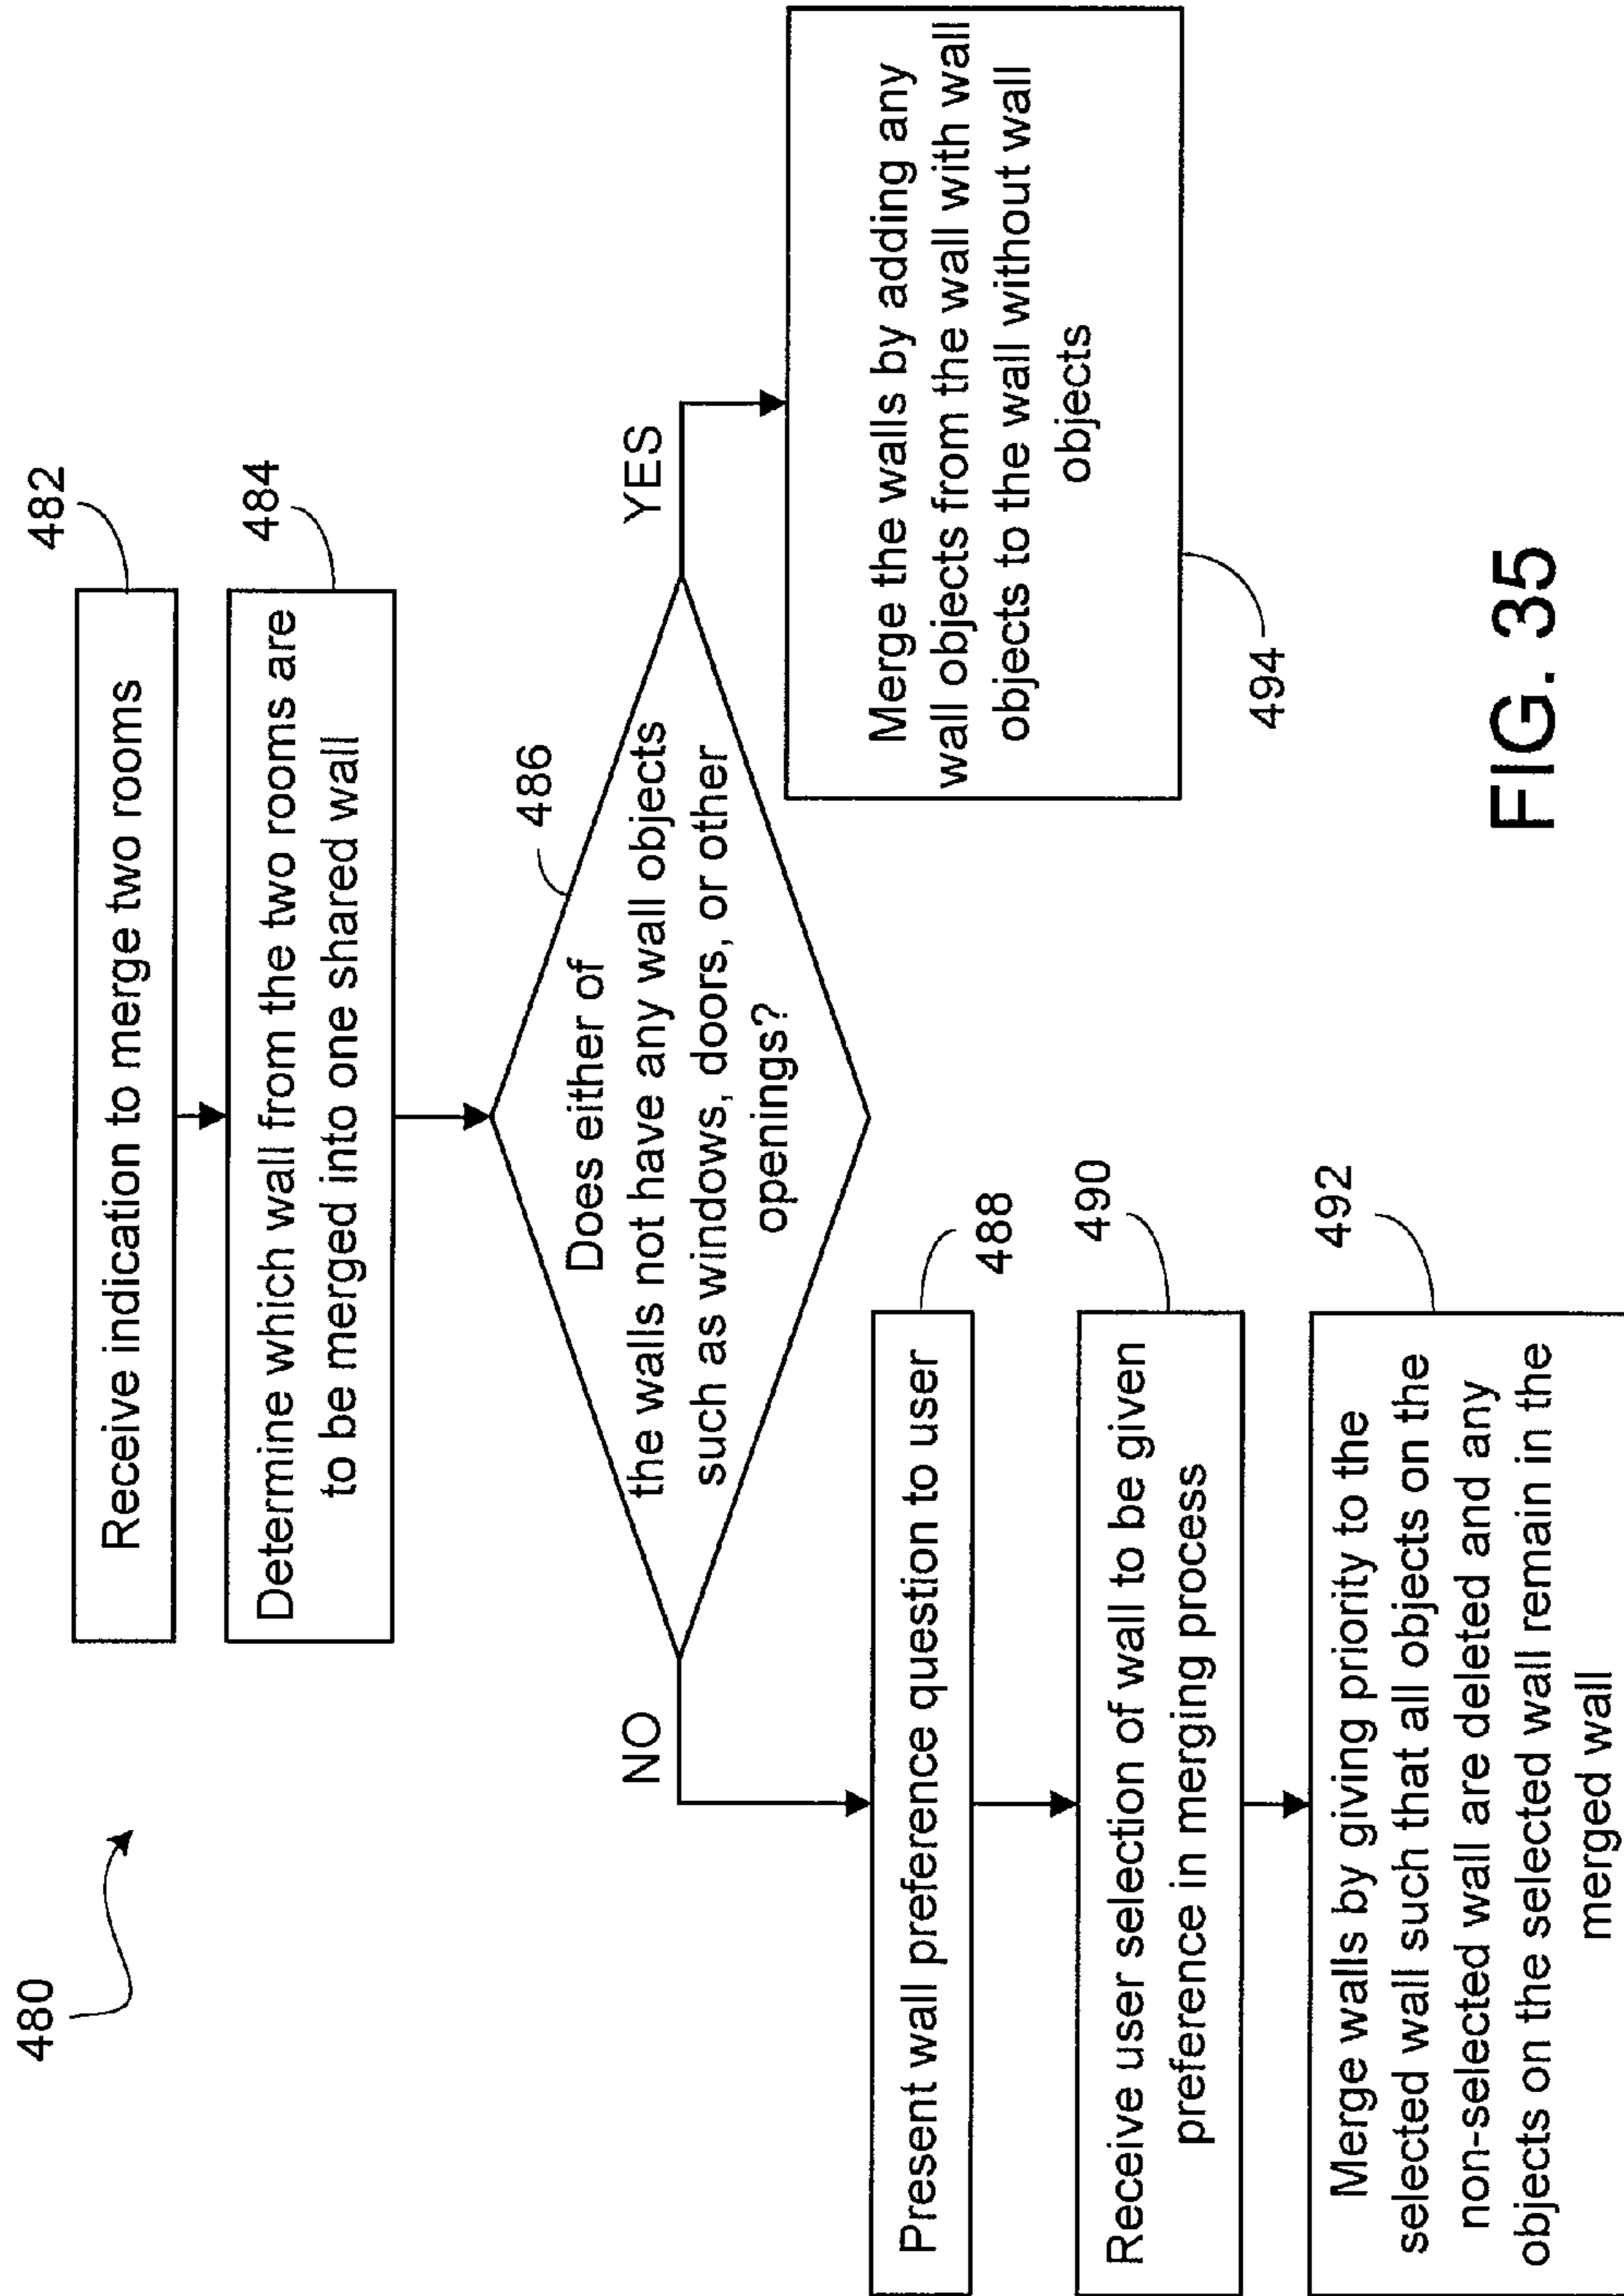 480
Receive indication to merge two rooms
482
Determine which wall from the two rooms are
to be merged into one shared wall
484
Does either of
the walls not have any wall objects
such as windows, doors, or other
openings?
486
NO
YES
Present wall preference question to user
488
Receive user selection of wall to be given
preference in merging process
490
Merge walls by giving priority to the
selected wall such that all objects on the
non-selected wall are deleted and any
objects on the selected wall remain in the
merged wall
492
Merge the walls by adding any
wall objects from the wall with wall
objects to the wall without wall
objects
494
FIG. 35